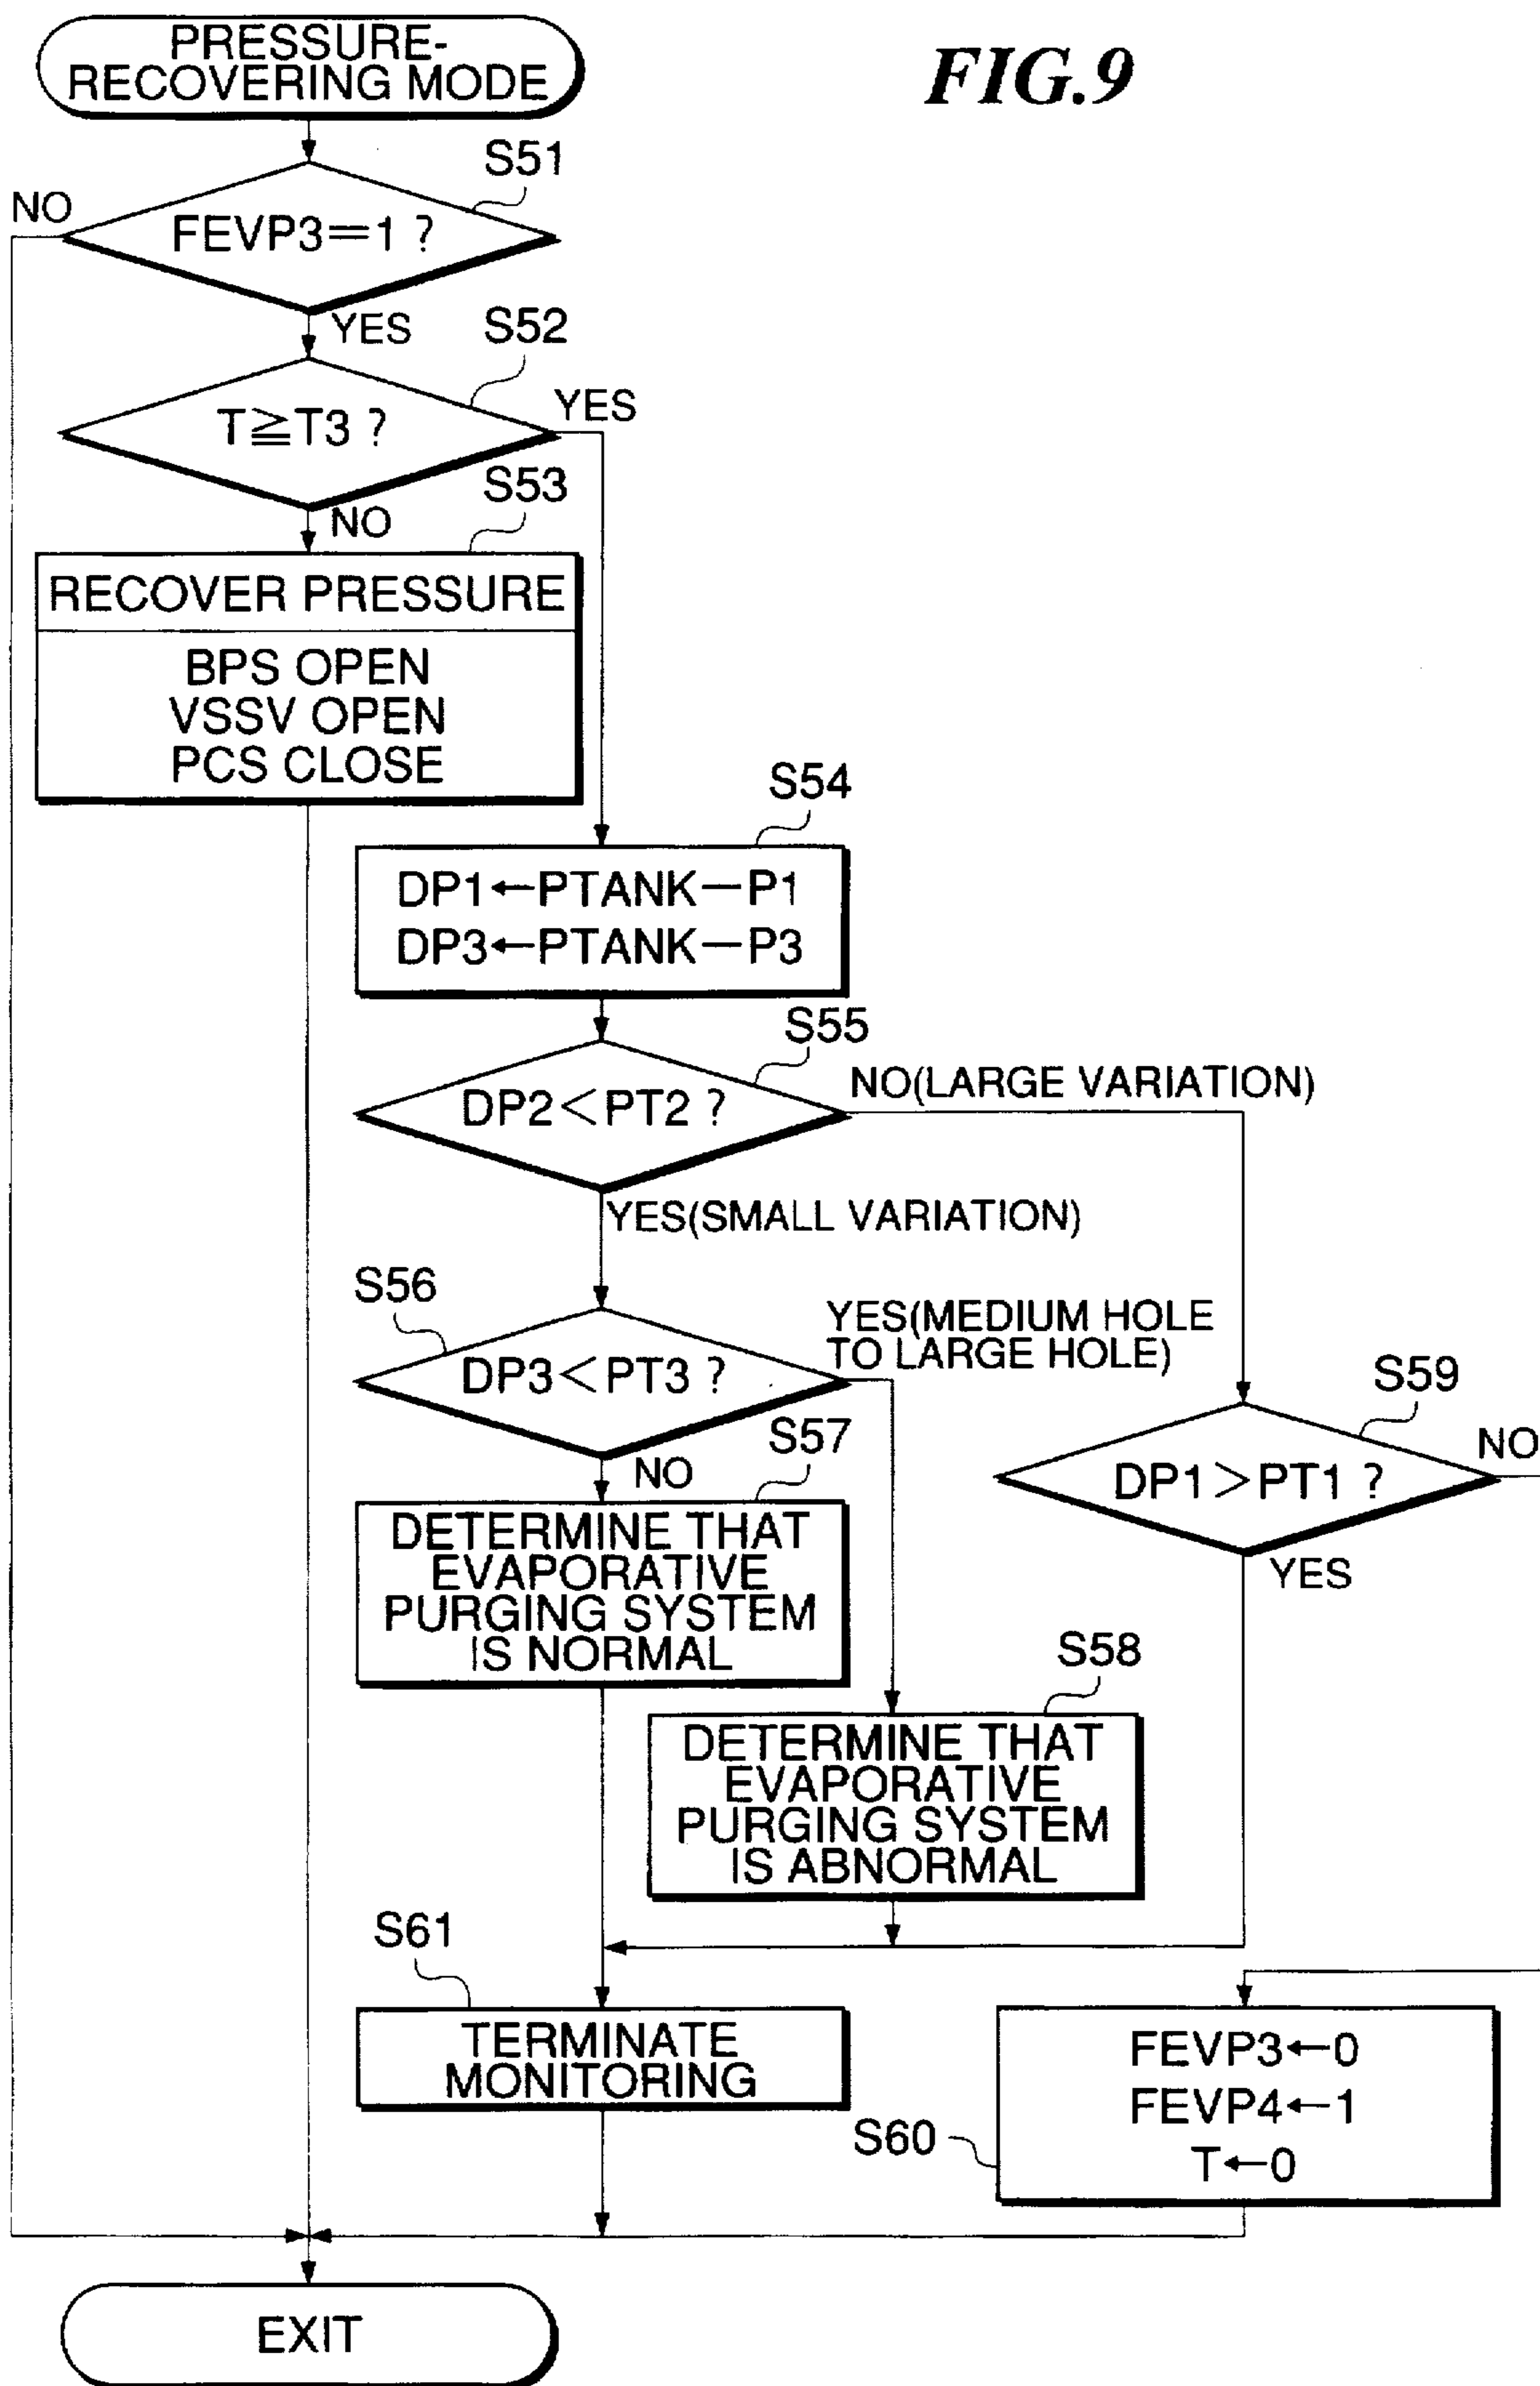 FIG.9
PRESSURE-
RECOVERING MODE
S51
NO
FEVP3=1 ?
YES
S52
YES
T≧T3 ?
S53
NO
RECOVER PRESSURE
BPS OPEN
VSSV OPEN
PCS CLOSE
S54
DP1←PTANK—P1
DP3←PTANK—P3
S55
NO(LARGE VARIATION)
DP2<PT2 ?
YES(SMALL VARIATION)
S56
YES(MEDIUM HOLE
TO LARGE HOLE)
DP3<PT3 ?
S59
NO
S57
NO
DP1>PT1 ?
YES
DETERMINE THAT
EVAPORATIVE
PURGING SYSTEM
IS NORMAL
S58
DETERMINE THAT
EVAPORATIVE
PURGING SYSTEM
IS ABNORMAL
S61
TERMINATE
MONITORING
FEVP3←0
FEVP4←1
T←0
S60
EXIT